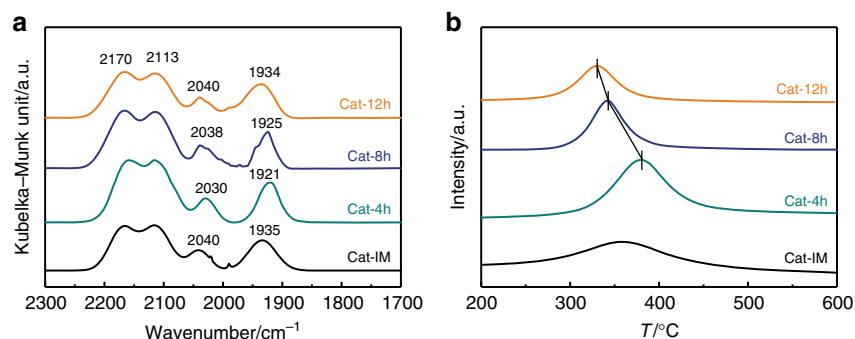 a
Kubelka–Munk unit/a.u.
2170
2113
2040
1934
Cat-12h
2038
1925
Cat-8h
2030
1921
Cat-4h
2040
1935
Cat-IM
2300 2200 2100 2000 1900 1800 1700
Wavenumber/cm⁻¹
b
Intensity/a.u.
Cat-12h
Cat-8h
Cat-4h
Cat-IM
200 300 400 500 600
T/°C